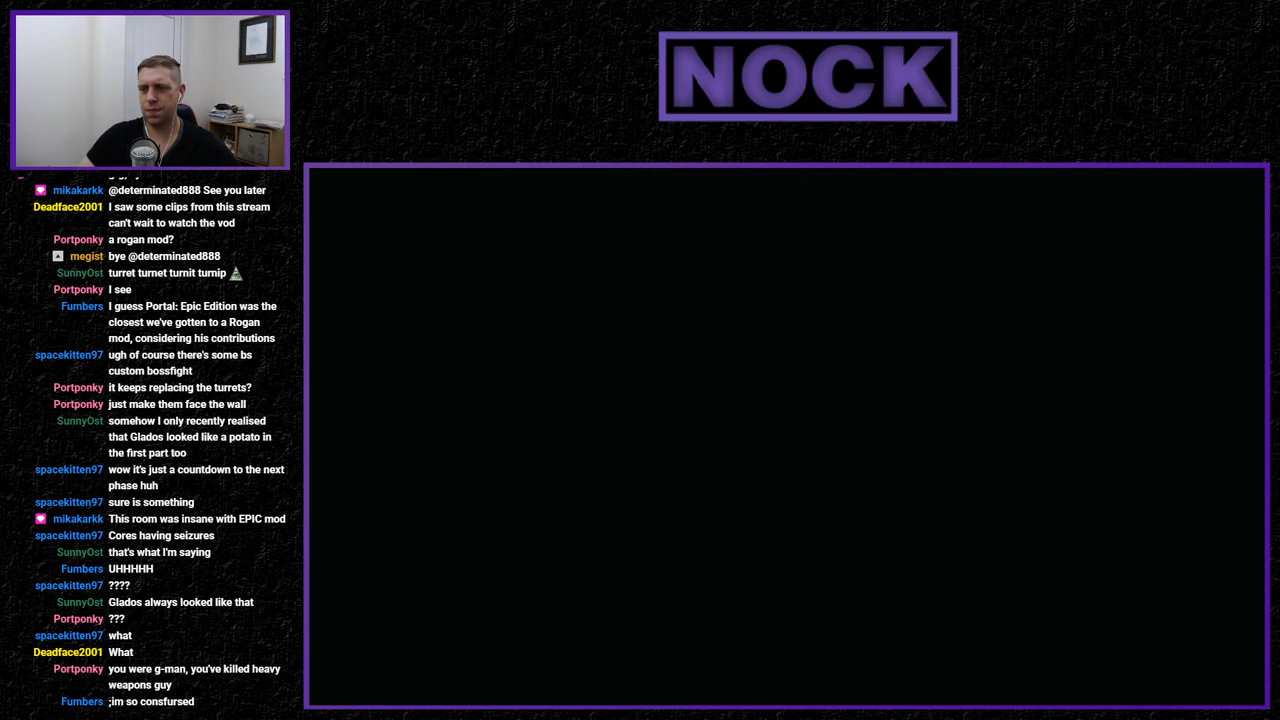 NOCK
mikakarkk @determinated888 See you later
Deadface2001 I saw some clips from this stream
can't wait to watch the vod
Portponky a rogan mod?
megist bye @determinated888
SunnyOst turret turnet turnit turnip
Portponky I see
Fumbers I guess Portal: Epic Edition was the
closest we've gotten to a Rogan
mod, considering his contributions
spacekitten97 ugh of course there's some bs
custom bossfight
Portponky it keeps replacing the turrets?
Portponky just make them face the wall
SunnyOst somehow I only recently realised
that Glados looked like a potato in
the first part too
spacekitten97 wow it's just a countdown to the next
phase huh
spacekitten97 sure is something
mikakarkk This room was insane with EPIC mod
spacekitten97 Cores having seizures
SunnyOst that's what I'm saying
Fumbers UHHHHH
spacekitten97 ????
SunnyOst Glados always looked like that
Portponky ???
spacekitten97 what
Deadface2001 What
Portponky you were g-man, you've killed heavy
weapons guy
Fumbers ;im so consfursed